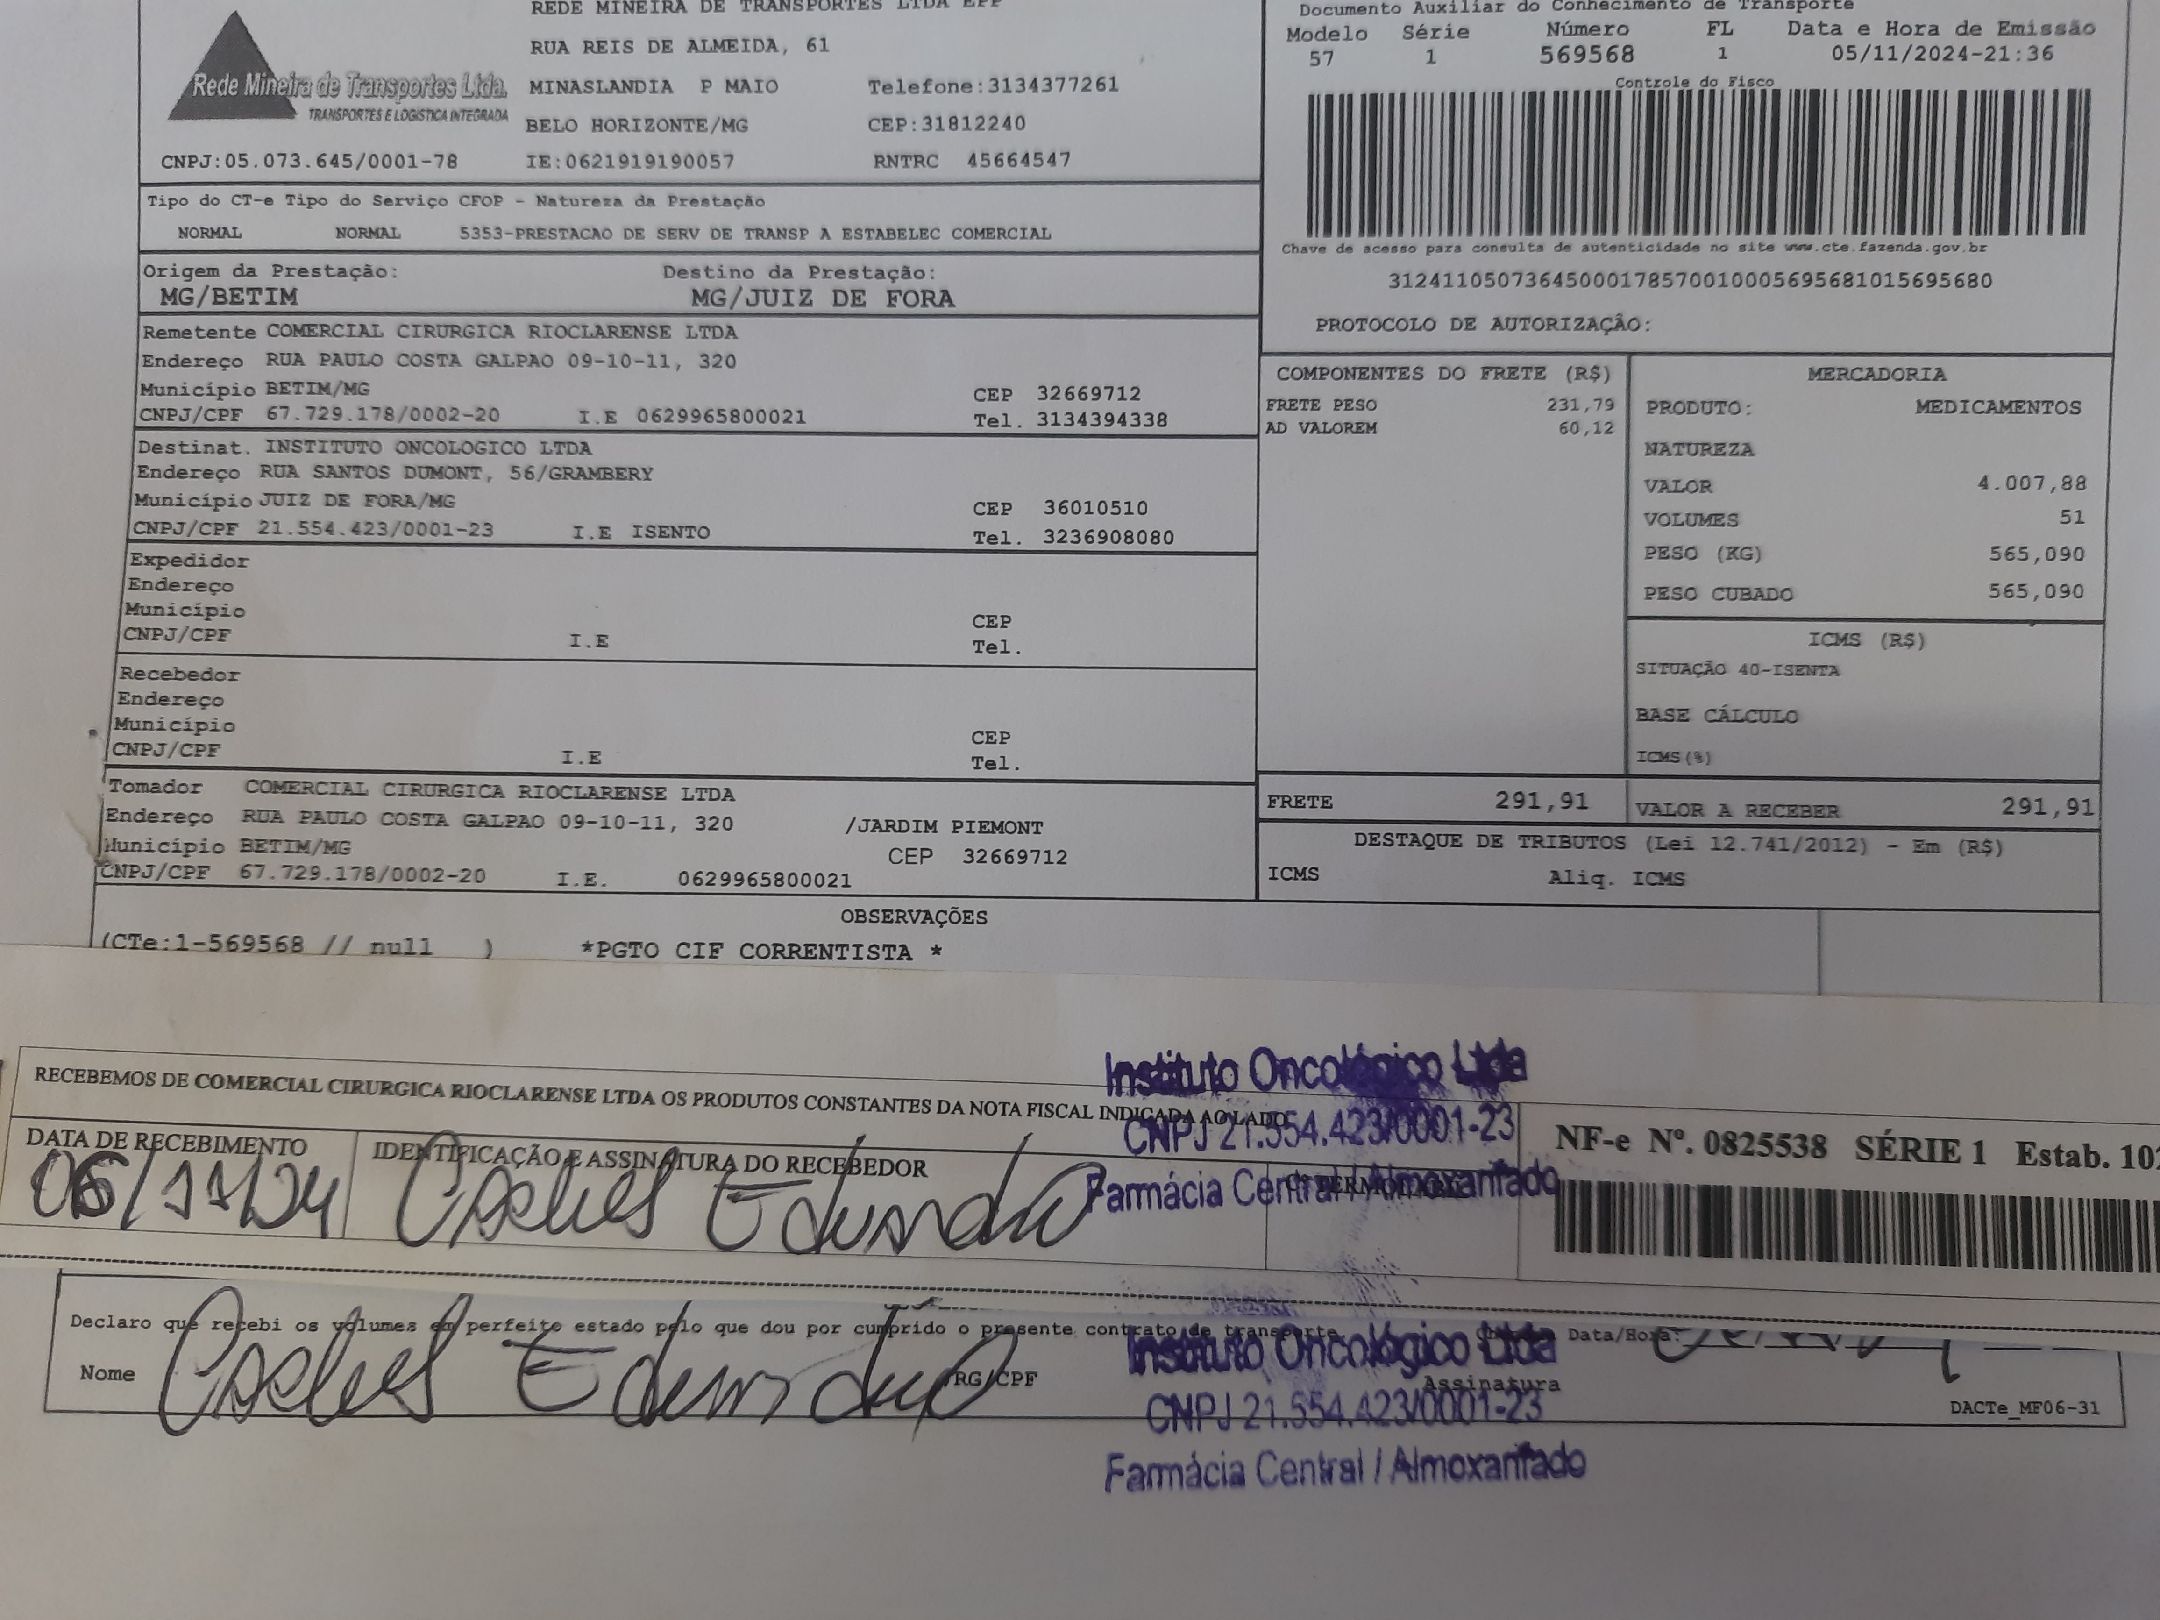 REDE MINEIRA DE TRANSPORTES LTDA EPP
RUA REIS DE ALMEIDA, 61
MINASLANDIA P MAIO Telefone:3134377261
BELO HORIZONTE/MG CEP:31812240
Rede Mineira de Transportes Ltda.
TRANSPORTES E LOGISTICA INTEGRADA
CNPJ:05.073.645/0001-78 IE:0621919190057 RNTRC 45664547
Documento Auxiliar do Conhecimento de Transporte
Modelo Série Número FL Data e Hora de Emissão
57 1 569568 1 05/11/2024-21:36
Controle do Fisco
Chave de acesso para consulta de autenticidade no site www.cte.fazenda.gov.br
31241105073645000178570010005695681015695680
PROTOCOLO DE AUTORIZAÇÃO:
Tipo do CT-e Tipo do Serviço CFOP - Natureza da Prestação
NORMAL NORMAL 5353-PRESTACAO DE SERV DE TRANSP A ESTABELEC COMERCIAL
Origem da Prestação: Destino da Prestação:
MG/BETIM MG/JUIZ DE FORA
Remetente COMERCIAL CIRURGICA RIOCLARENSE LTDA
Endereço RUA PAULO COSTA GALPAO 09-10-11, 320
Município BETIM/MG CEP 32669712
CNPJ/CPF 67.729.178/0002-20 I.E 0629965800021 Tel. 3134394338
Destinat. INSTITUTO ONCOLOGICO LTDA
Endereço RUA SANTOS DUMONT, 56/GRAMBERY
Município JUIZ DE FORA/MG CEP 36010510
CNPJ/CPF 21.554.423/0001-23 I.E ISENTO Tel. 3236908080
Expedidor
Endereço
Município CEP
CNPJ/CPF I.E Tel.
Recebedor
Endereço
Município CEP
CNPJ/CPF I.E Tel.
Tomador COMERCIAL CIRURGICA RIOCLARENSE LTDA
Endereço RUA PAULO COSTA GALPAO 09-10-11, 320 /JARDIM PIEMONT
Município BETIM/MG CEP 32669712
CNPJ/CPF 67.729.178/0002-20 I.E. 0629965800021
COMPONENTES DO FRETE (R$)
FRETE PESO 231,79
AD VALOREM 60,12
MERCADORIA
PRODUTO: MEDICAMENTOS
NATUREZA
VALOR 4.007,88
VOLUMES 51
PESO (KG) 565,090
PESO CUBADO 565,090
ICMS (R$)
SITUAÇÃO 40-ISENTA
BASE CÁLCULO
ICMS(%)
FRETE 291,91 VALOR A RECEBER 291,91
DESTAQUE DE TRIBUTOS (Lei 12.741/2012) - Em (R$)
ICMS Aliq. ICMS
OBSERVAÇÕES
(CTe:1-569568 // null ) *PGTO CIF CORRENTISTA *
RECEBEMOS DE COMERCIAL CIRURGICA RIOCLARENSE LTDA OS PRODUTOS CONSTANTES DA NOTA FISCAL INDICADA AO LADO
DATA DE RECEBIMENTO IDENTIFICAÇÃO E ASSINATURA DO RECEBEDOR
06/11/24 Eduardo
Instituto Oncológico Ltda
CNPJ 21.554.423/0001-23
Farmácia Central / Almoxarifado
NF-e Nº. 0825538 SÉRIE 1 Estab. 102
Declaro que recebi os volumes em perfeito estado pelo que dou por cumprido o presente contrato de transporte. Data/Hora:
Nome Eduardo RG/CPF Assinatura
Instituto Oncológico Ltda
CNPJ 21.554.423/0001-23
Farmácia Central / Almoxarifado
DACTe_MF06-31